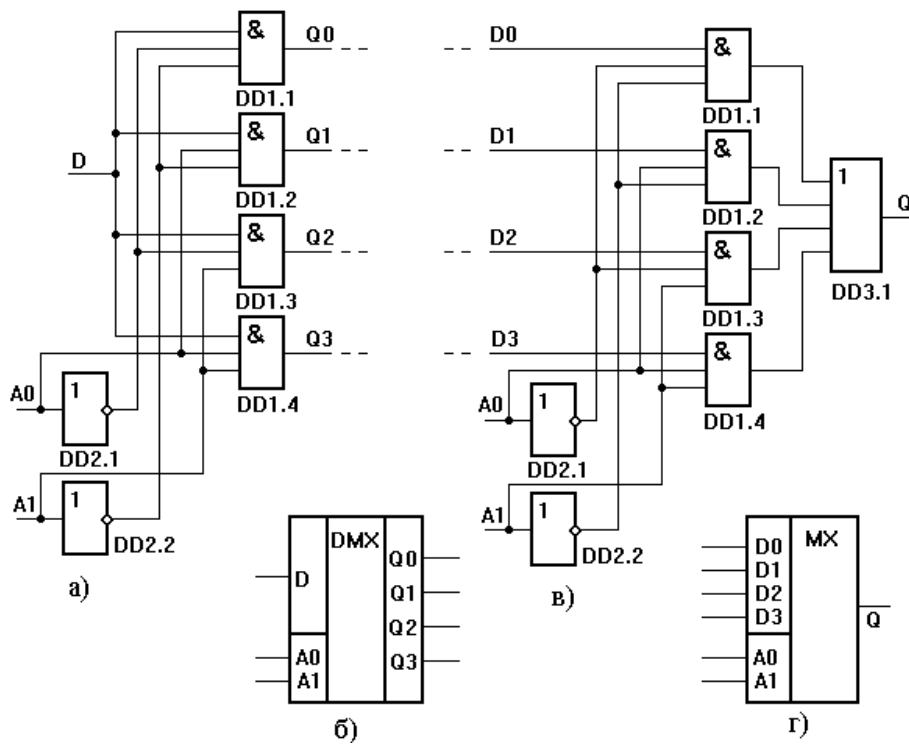 & Q0
DD1.1
& Q1
D
DD1.2
& Q2
DD1.3
& Q3
A0 1
DD1.4
DD2.1
A1 1
DD2.2
а)
D0 &
DD1.1
D1 &
1
Q
DD1.2
D2 &
DD3.1
DD1.3
D3 &
A0 1
DD1.4
DD2.1
A1 1
DD2.2
в)
DMX
D
Q0
Q1
Q2
A0 Q3
A1
б)
D0 MX
D1
D2
D3
Q
A0
A1
г)